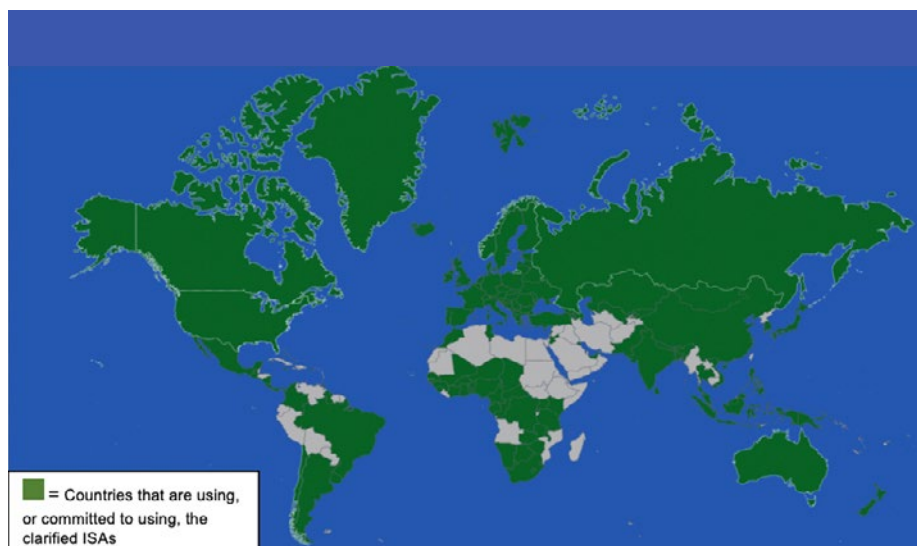 = Countries that are using,
or committed to using, the
clarified ISAs